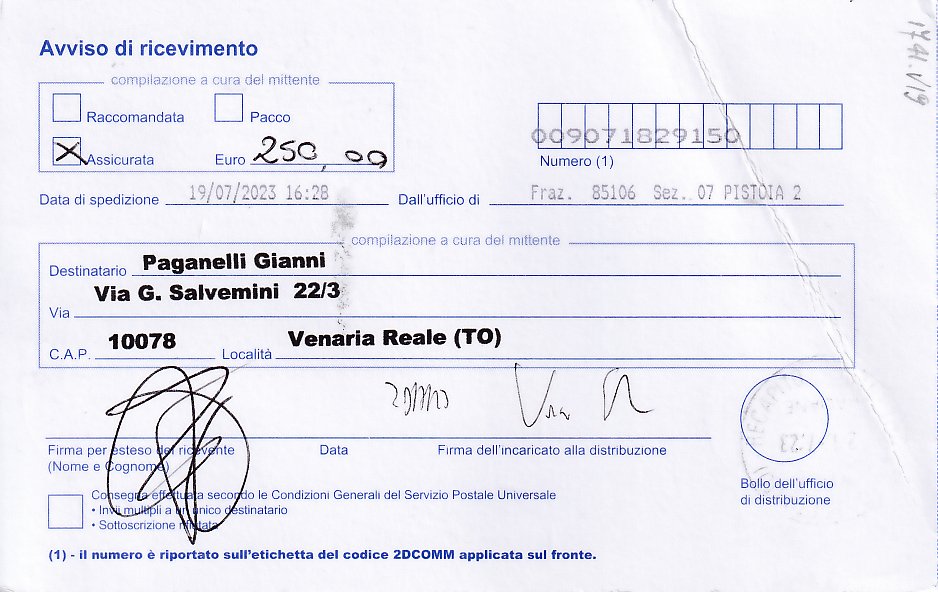 Avviso di ricevimento
compilazione a cura del mittente
Raccomandata Pacco
X Assicurata Euro 250,00
009071829150
Numero (1)
Data di spedizione 19/07/2023 16:28 Dall'ufficio di Fraz. 85106 Sez. 07 PISTOIA 2
compilazione a cura del mittente
Destinatario Paganelli Gianni
Via Via G. Salvemini 22/3
C.A.P. 10078 Località Venaria Reale (TO)
Firma per esteso del ricevente
(Nome e Cognome)
Data
Firma dell'incaricato alla distribuzione
Bollo dell'ufficio
di distribuzione
Consegna effettuata secondo le Condizioni Generali del Servizio Postale Universale
• Invii multipli a un unico destinatario
• Sottoscrizione rifiutata
(1) - il numero è riportato sull'etichetta del codice 2DCOMM applicata sul fronte.